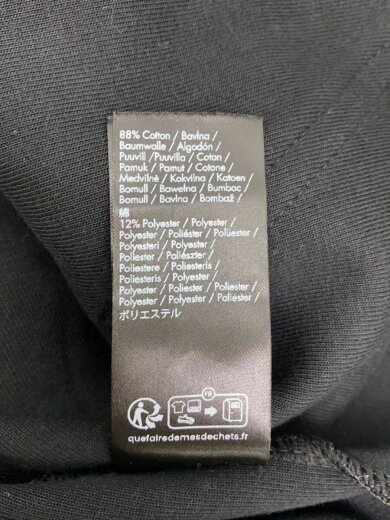 88% Cotton / Bavlna /
Baumwolle / Algodón /
Puuvill / Puuvilla / Coton /
Pamuk / Pamut / Cotone /
Medvilnė / Kokvilna / Katoen /
Bomull / Bawełna / Bumbac /
Bomull / Bavlna / Bombaž /
綿
12% Polyester / Polyester /
Polyester / Poliéster / Polüester /
Polyesteri / Polyester /
Poliester / Poliészter /
Poliestere / Poliesteris /
Poliesteris / Polyester /
Polyester / Poliester / Poliester /
Polyester / Polyester / Poliester /
ポリエステル
FR
quefairedemesdechets.fr